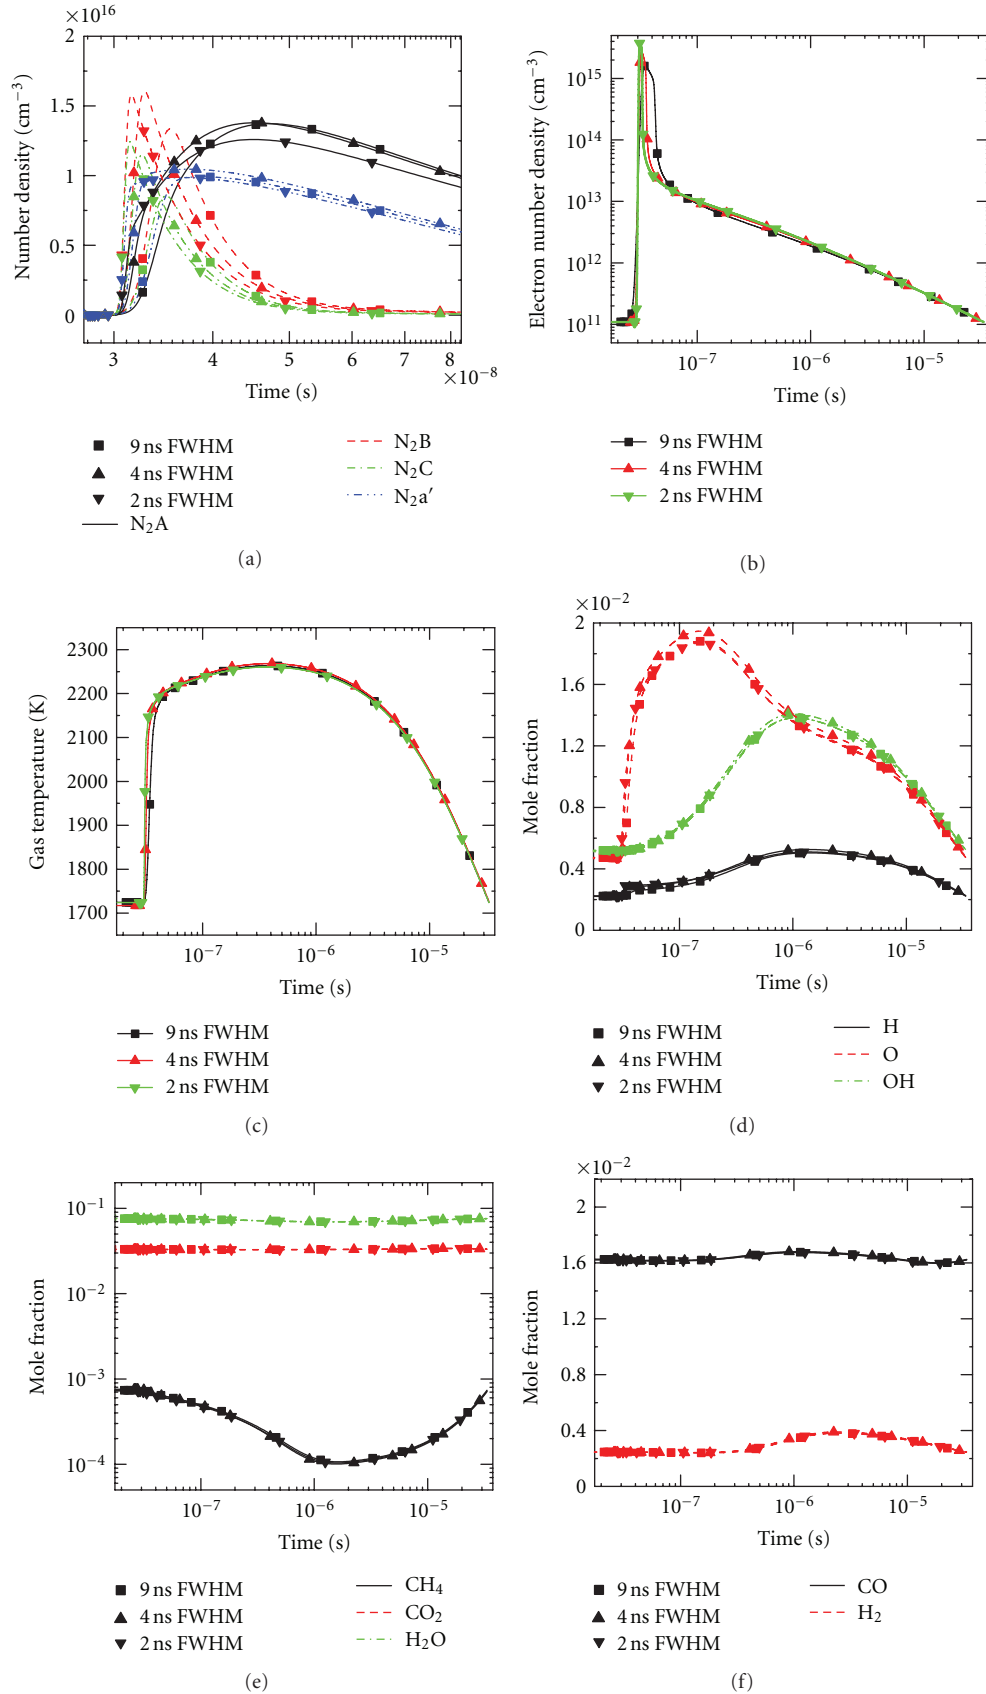 ×10^16
2
1.5
1
0.5
0
Number density (cm^−3)
3 4 5 6 7 8
×10^−8
Time (s)
9 ns FWHM
4 ns FWHM
2 ns FWHM
N2A
N2B
N2C
N2a′
(a)
10^15
10^14
10^13
10^12
10^11
Electron number density (cm^−3)
10^−7 10^−6 10^−5
Time (s)
9 ns FWHM
4 ns FWHM
2 ns FWHM
(b)
2300
2200
2100
2000
1900
1800
1700
Gas temperature (K)
10^−7 10^−6 10^−5
Time (s)
9 ns FWHM
4 ns FWHM
2 ns FWHM
(c)
×10^−2
2
1.6
1.2
0.8
0.4
0
Mole fraction
10^−7 10^−6 10^−5
Time (s)
9 ns FWHM
4 ns FWHM
2 ns FWHM
H
O
OH
(d)
10^−1
10^−2
10^−3
10^−4
Mole fraction
10^−7 10^−6 10^−5
Time (s)
9 ns FWHM
4 ns FWHM
2 ns FWHM
CH4
CO2
H2O
(e)
×10^−2
2
1.6
1.2
0.8
0.4
0
Mole fraction
10^−7 10^−6 10^−5
Time (s)
9 ns FWHM
4 ns FWHM
2 ns FWHM
CO
H2
(f)